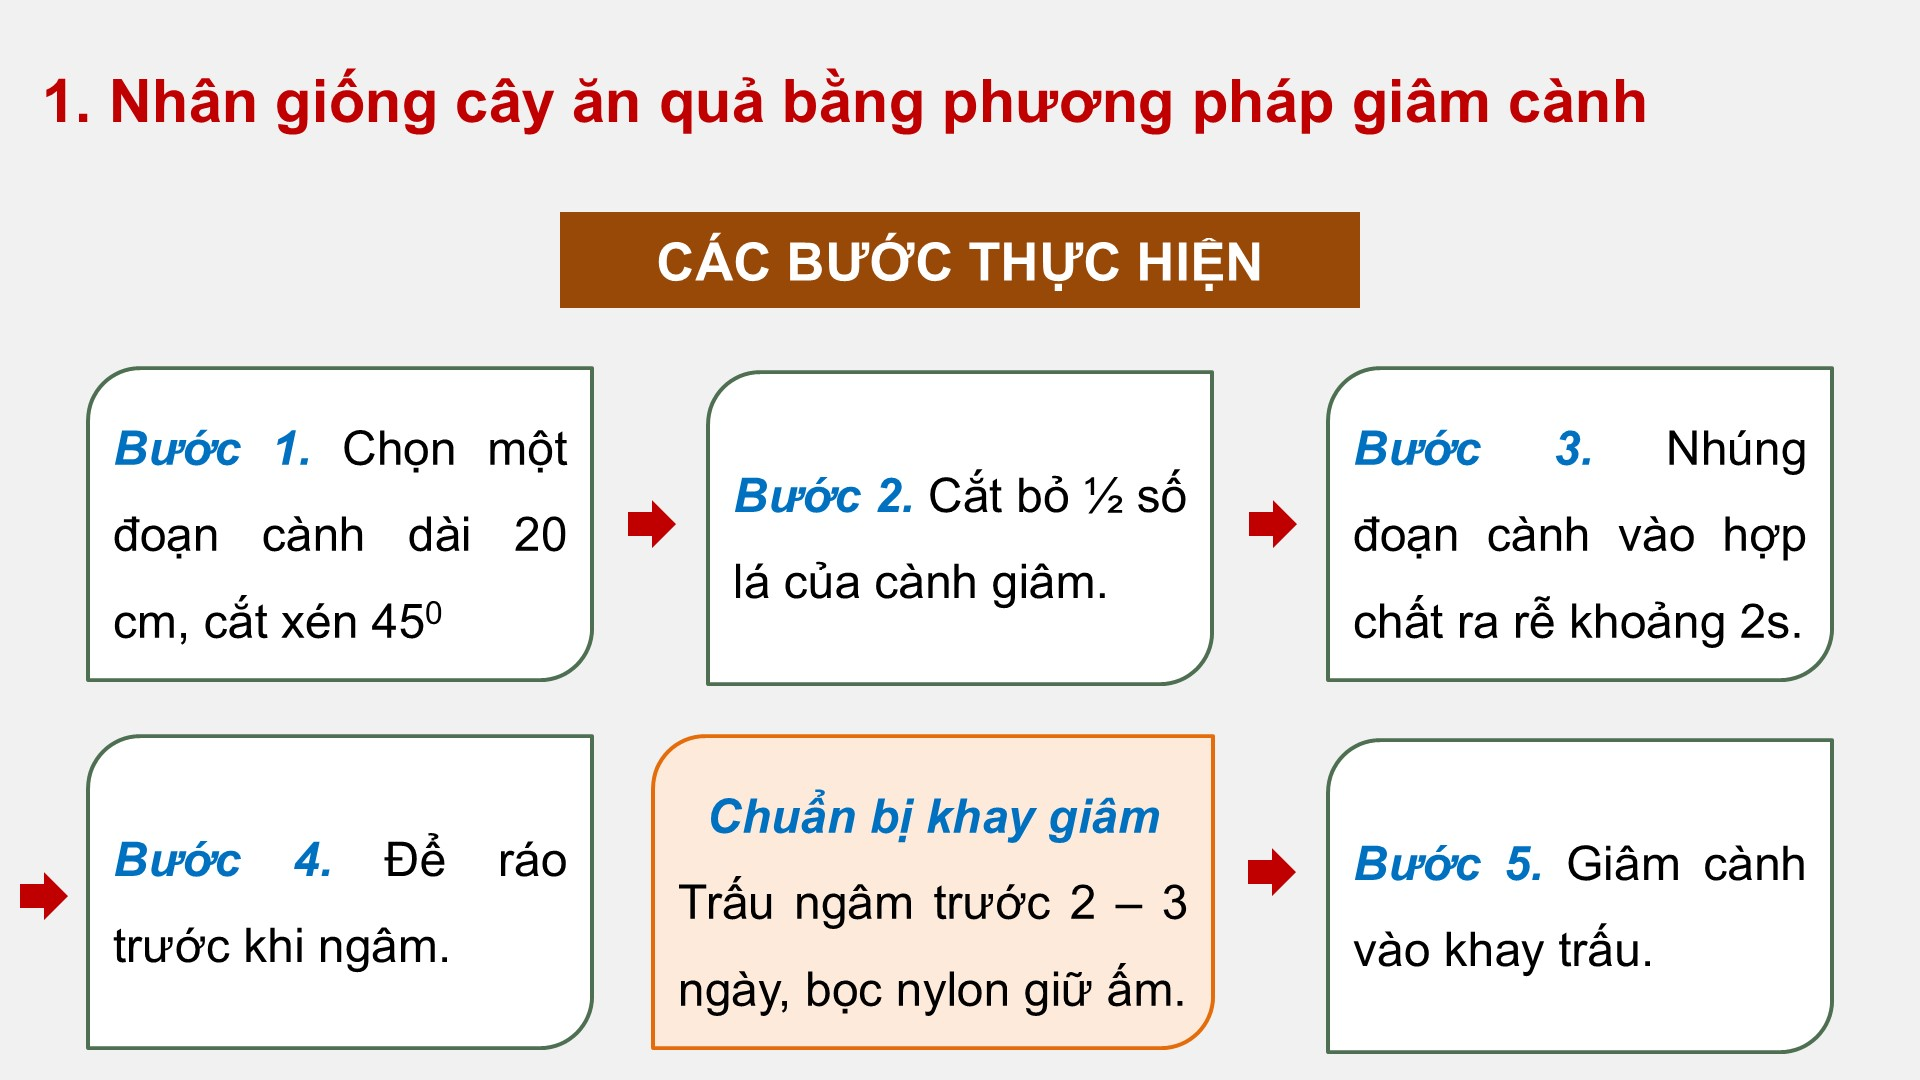 1. Nhân giống cây ăn quả bằng phương pháp giâm cành
CÁC BƯỚC THỰC HIỆN
Bước 1. Chọn một
đoạn cành dài 20
cm, cắt xén 45⁰
Bước 2. Cắt bỏ ½ số
lá của cành giâm.
Bước 3. Nhúng
đoạn cành vào hợp
chất ra rễ khoảng 2s.
Bước 4. Để ráo
trước khi ngâm.
Chuẩn bị khay giâm
Trấu ngâm trước 2 – 3
ngày, bọc nylon giữ ấm.
Bước 5. Giâm cành
vào khay trấu.